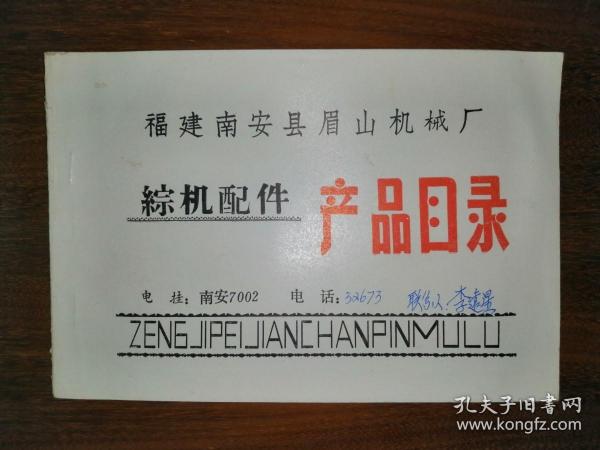 福建南安县眉山机械厂
綜机配件 产品目录
电挂：南安7002 电话：32673 联系人：李遠星
ZENGJIPEIJIANCHANPINMULU
孔夫子旧书网
www.kongfz.com